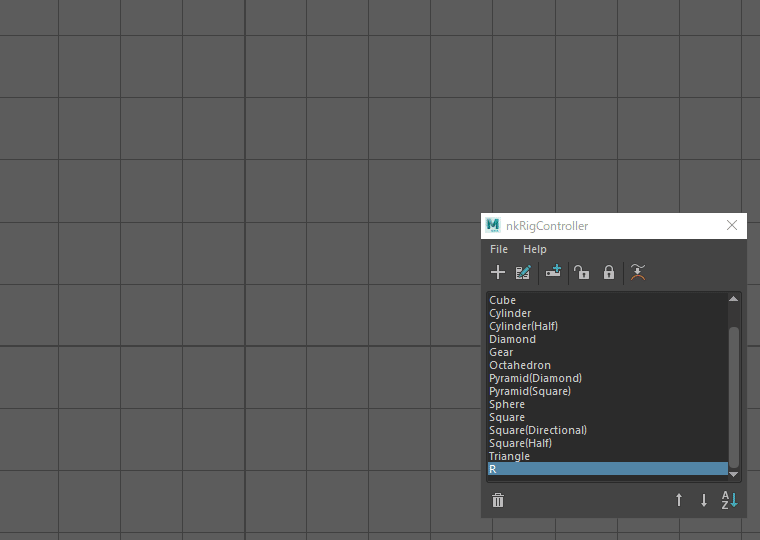 M nkRigController
File Help
Cube
Cylinder
Cylinder(Half)
Diamond
Gear
Octahedron
Pyramid(Diamond)
Pyramid(Square)
Sphere
Square
Square(Directional)
Square(Half)
Triangle
R
A
Z